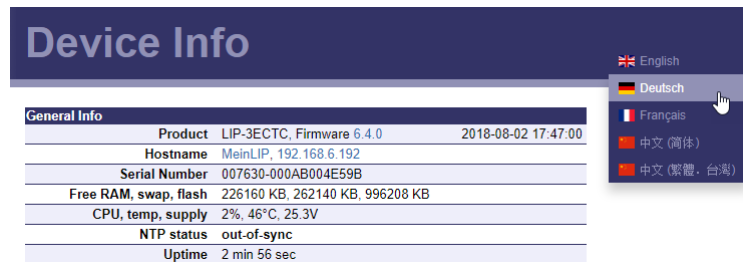 Device Info
English
Deutsch
Français
中文 (简体)
中文 (繁體，台灣)
General Info
Product LIP-3ECTC, Firmware 6.4.0 2018-08-02 17:47:00
Hostname MeinLIP, 192.168.6.192
Serial Number 007630-000AB004E59B
Free RAM, swap, flash 226160 KB, 262140 KB, 996208 KB
CPU, temp, supply 2%, 46°C, 25.3V
NTP status out-of-sync
Uptime 2 min 56 sec